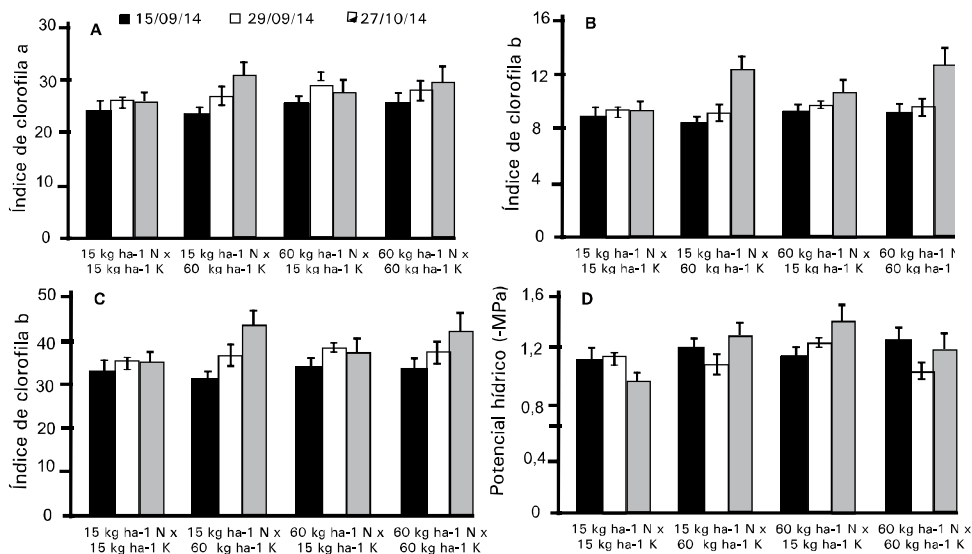 A
15/09/14
29/09/14
27/10/14
Índice de clorofila a
30
30
20
30
0
15 kg ha-1 N x
15 kg ha-1 K
15 kg ha-1 N x
60 kg ha-1 K
60 kg ha-1 N x
15 kg ha-1 K
60 kg ha-1 N x
60 kg ha-1 K
B
Índice de clorofila b
16
12
8
4
0
15 kg ha-1 N x
15 kg ha-1 K
15 kg ha-1 N x
60 kg ha-1 K
60 kg ha-1 N x
15 kg ha-1 K
60 kg ha-1 N
60 kg ha-1
C
Índice de clorofila b
50
40
30
20
10
0
15 kg ha-1 N x
15 kg ha-1 K
15 kg ha-1 N x
60 kg ha-1 K
60 kg ha-1 N x
15 kg ha-1 K
60 kg ha-1 N x
60 kg ha-1 K
D
Potencial hídrico (-MPa)
1,6
1,2
0,8
0,4
0
15 kg ha-1 N x
15 kg ha-1 K
15 kg ha-1 N x
60 kg ha-1 K
60 kg ha-1 N x
15 kg ha-1 K
60 kg ha-1 N x
60 kg ha-1 K